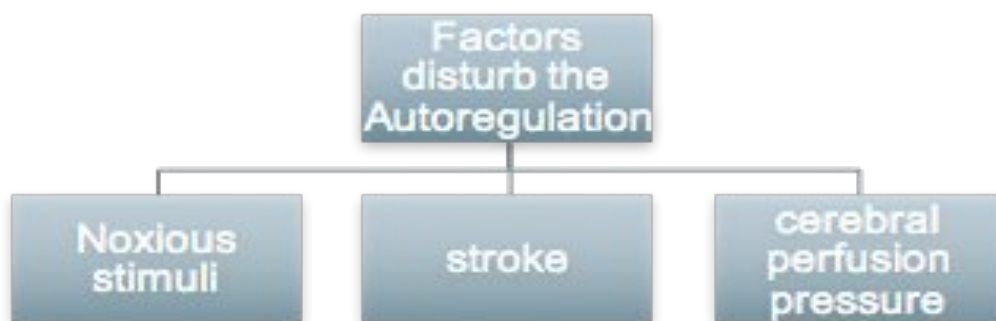 Factors
disturb the
Autoregulation
Noxious
stimuli
stroke
cerebral
perfusion
pressure